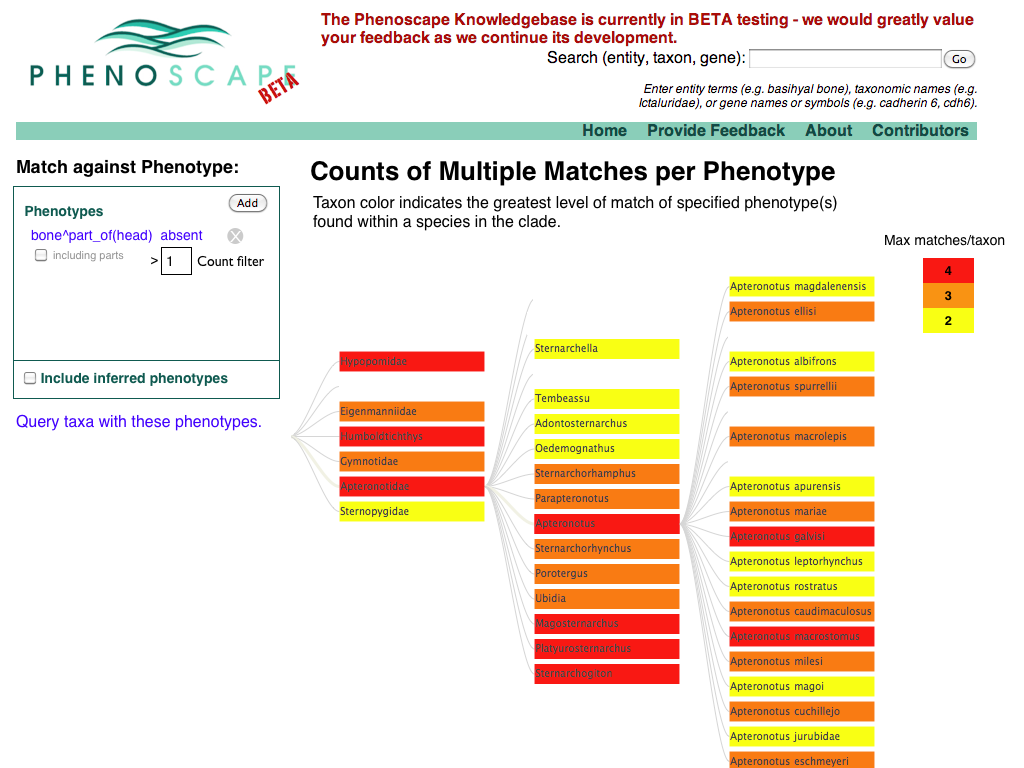 PHENOSCAPE
BETA
The Phenoscape Knowledgebase is currently in BETA testing - we would greatly value
your feedback as we continue its development.
Search (entity, taxon, gene):
Go
Enter entity terms (e.g. basihyal bone), taxonomic names (e.g.
Ictaluridae), or gene names or symbols (e.g. cadherin 6, cdh6).
Home Provide Feedback About Contributors
Match against Phenotype:
Phenotypes
Add
bone^part_of(head) absent
including parts
> 1 Count filter
Include inferred phenotypes
Query taxa with these phenotypes.
Counts of Multiple Matches per Phenotype
Taxon color indicates the greatest level of match of specified phenotype(s)
found within a species in the clade.
Max matches/taxon
4
3
2
Hypopomidae
Eigenmanniidae
Humboldtichthys
Gymnotidae
Apteronotidae
Sternopygidae
Sternarchella
Tembeassu
Adontosternarchus
Oedemognathus
Sternarchorhamphus
Parapteronotus
Apteronotus
Sternarchorhynchus
Porotergus
Ubidia
Magosternarchus
Platyurosternarchus
Sternarchogiton
Apteronotus magdalenensis
Apteronotus ellisi
Apteronotus albifrons
Apteronotus spurrellii
Apteronotus macrolepis
Apteronotus apurensis
Apteronotus mariae
Apteronotus galvisi
Apteronotus leptorhynchus
Apteronotus rostratus
Apteronotus caudimaculosus
Apteronotus macrostomus
Apteronotus milesi
Apteronotus magoi
Apteronotus cuchillejo
Apteronotus jurubidae
Apteronotus eschmeyeri